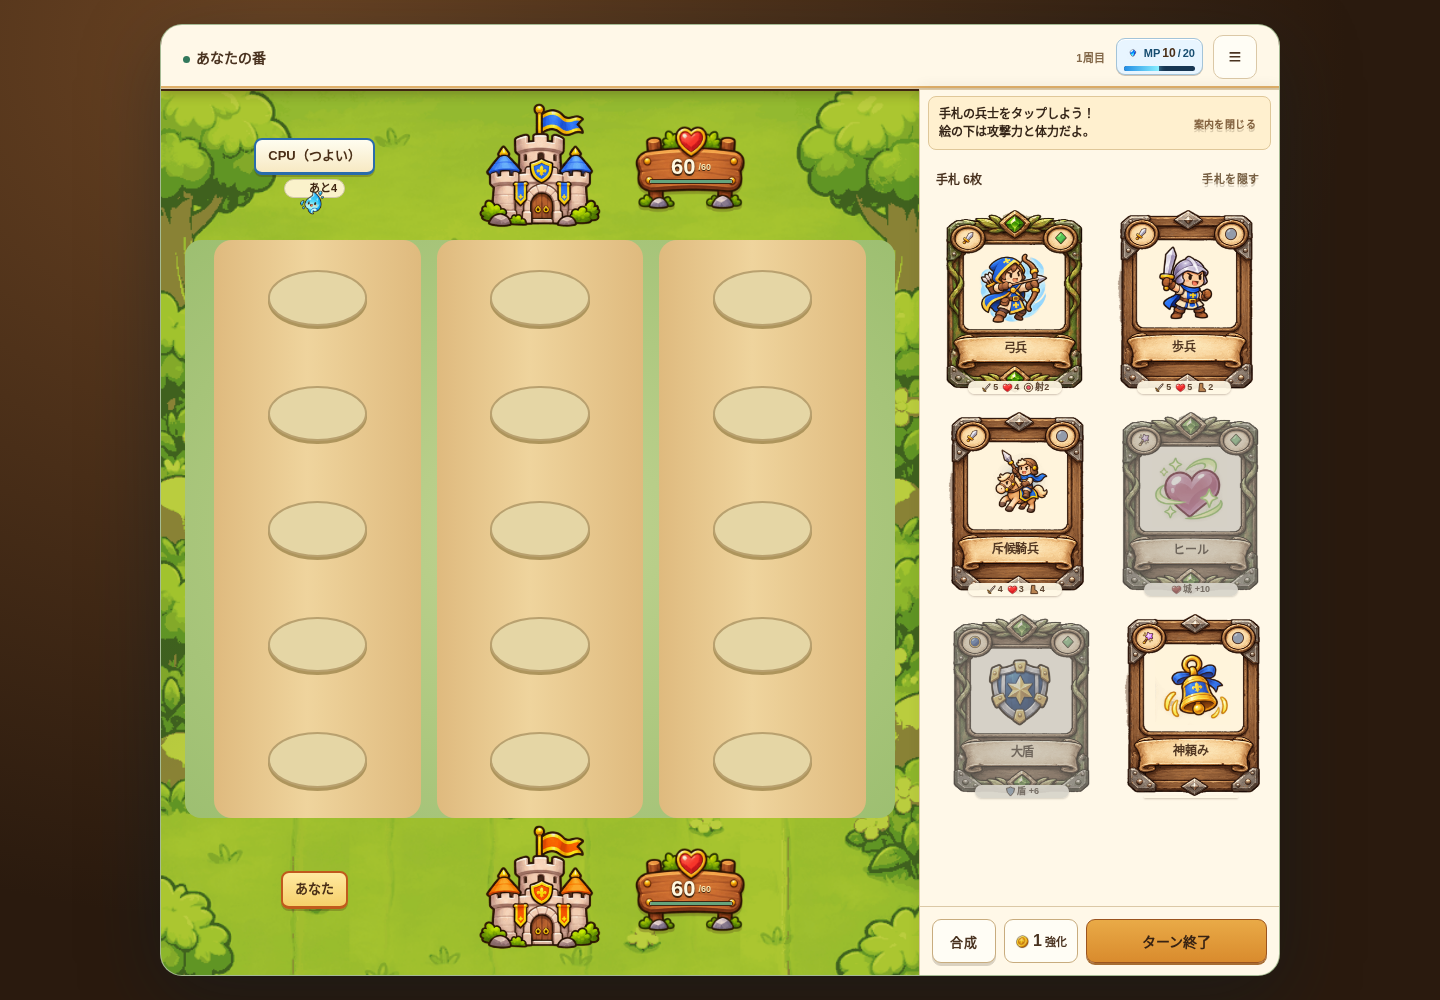 あなたの番
1周目
MP 10 / 20
≡
手札の兵士をタップしよう！
絵の下は攻撃力と体力だよ。
案内を閉じる
CPU（つよい）
あと4
60 /60
手札 6枚
手札を隠す
弓兵
5 4 射2
歩兵
5 5 2
斥候騎兵
4 3 4
ヒール
城 +10
大盾
盾 +6
神頼み
あなた
60 /60
合成
1 強化
ターン終了